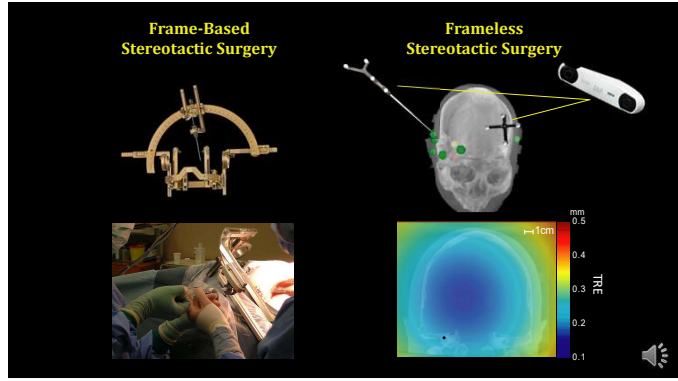 Frame-Based
Stereotactic Surgery
Frameless
Stereotactic Surgery
mm
0.5
1cm
0.4
TRE
0.3
0.2
0.1